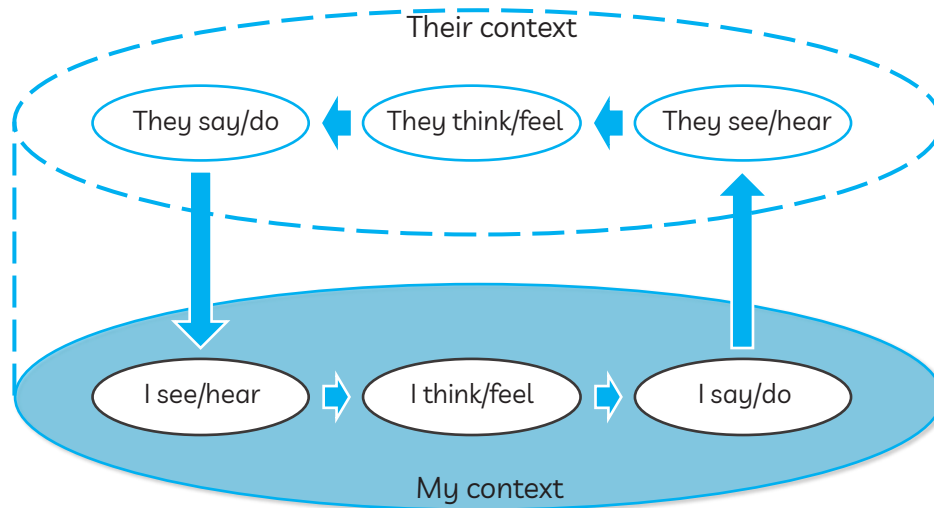 Their context
They say/do
They think/feel
They see/hear
I see/hear
I think/feel
I say/do
My context